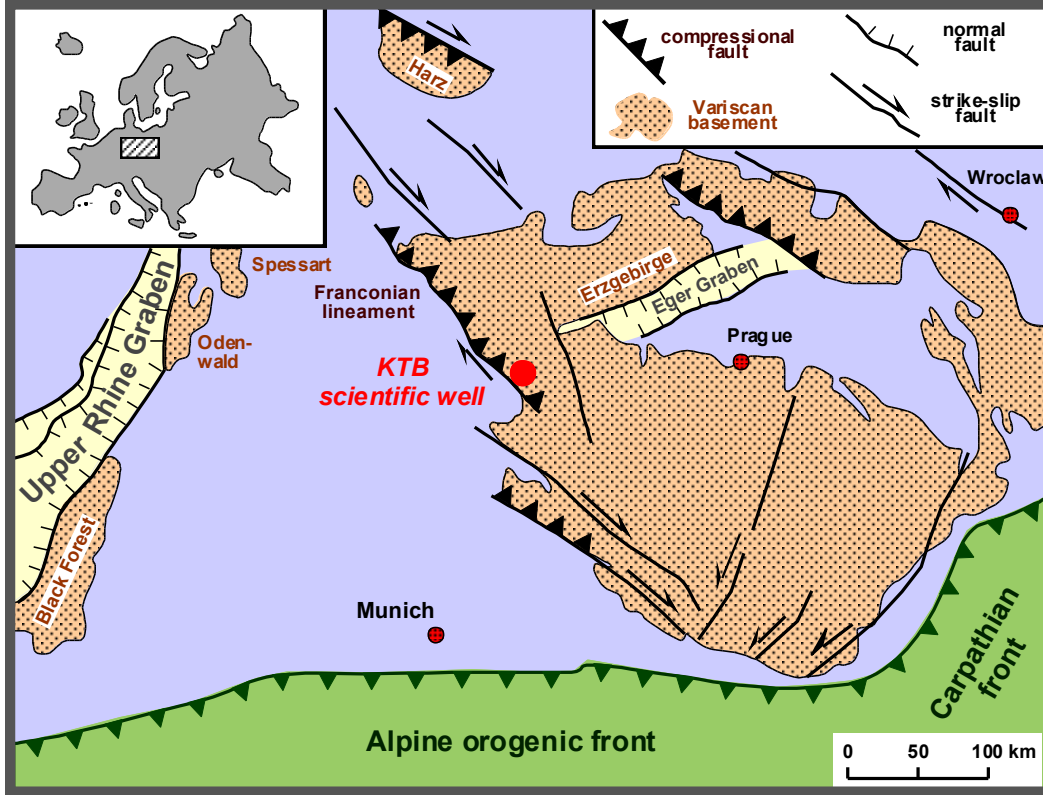 compressional
fault
normal
fault
Variscan
basement
strike-slip
fault
Harz
Wroclaw
Spessart
Franconian
lineament
Erzgebirge
Eger Graben
Upper Rhine Graben
Oden-
wald
Prague
KTB
scientific well
Black Forest
Munich
Carpathian
front
Alpine orogenic front
0 50 100 km